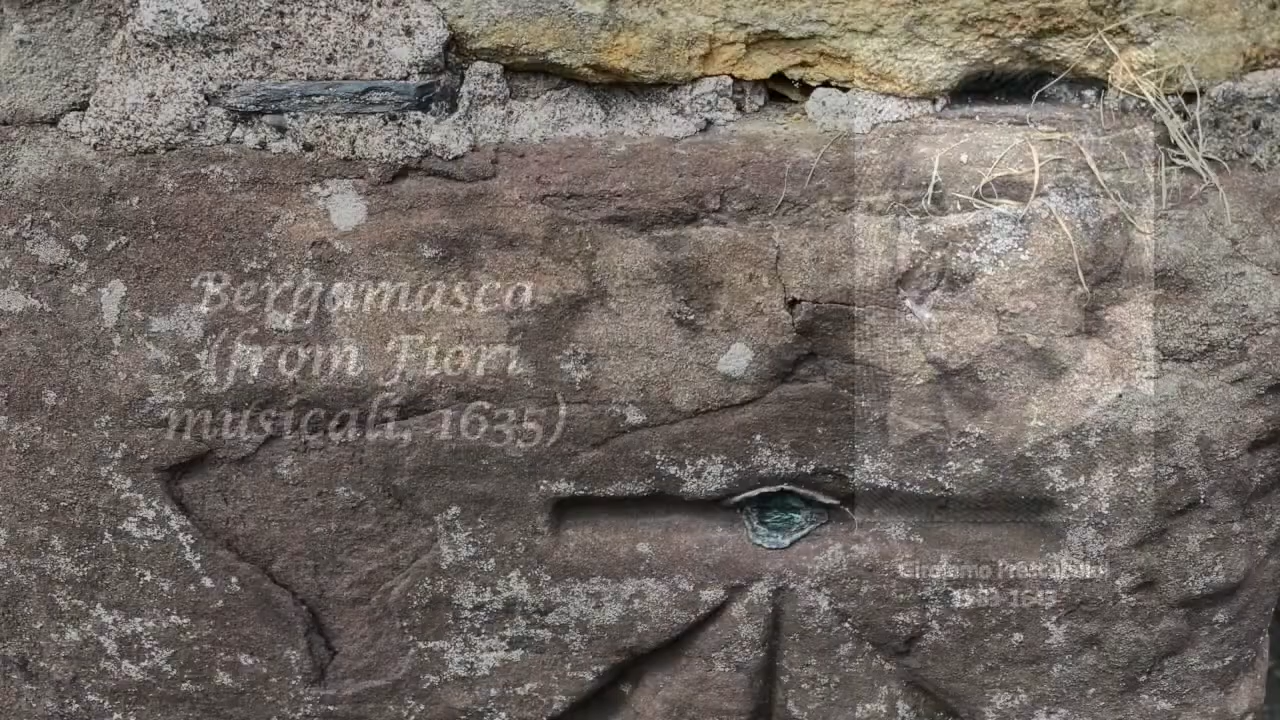 Bergamasca
(from Fiori
musicali, 1635)
Girolamo Frescobaldi
1583-1643